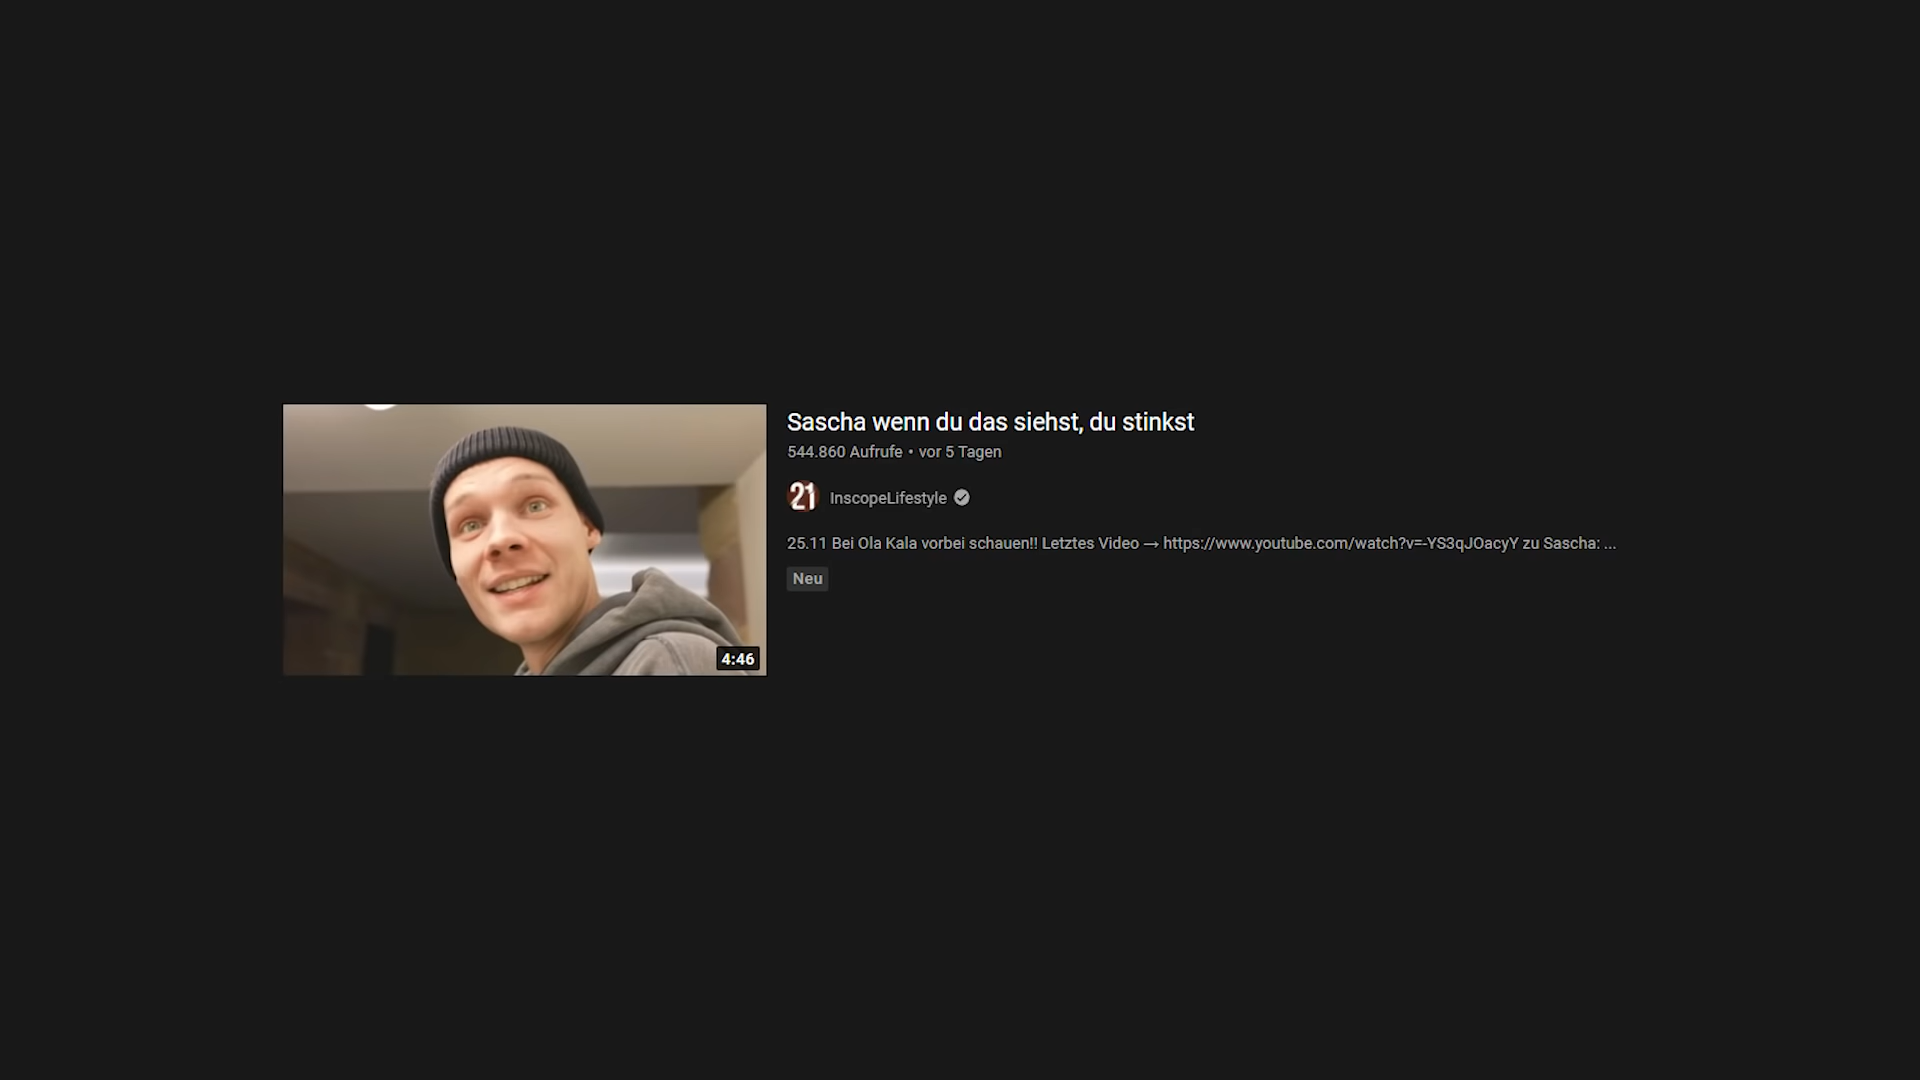 Sascha wenn du das siehst, du stinkst
544.860 Aufrufe • vor 5 Tagen
21 InscopeLifestyle
25.11 Bei Ola Kala vorbei schauen!! Letztes Video → https://www.youtube.com/watch?v=-YS3qJOacyY zu Sascha: ...
Neu
4:46